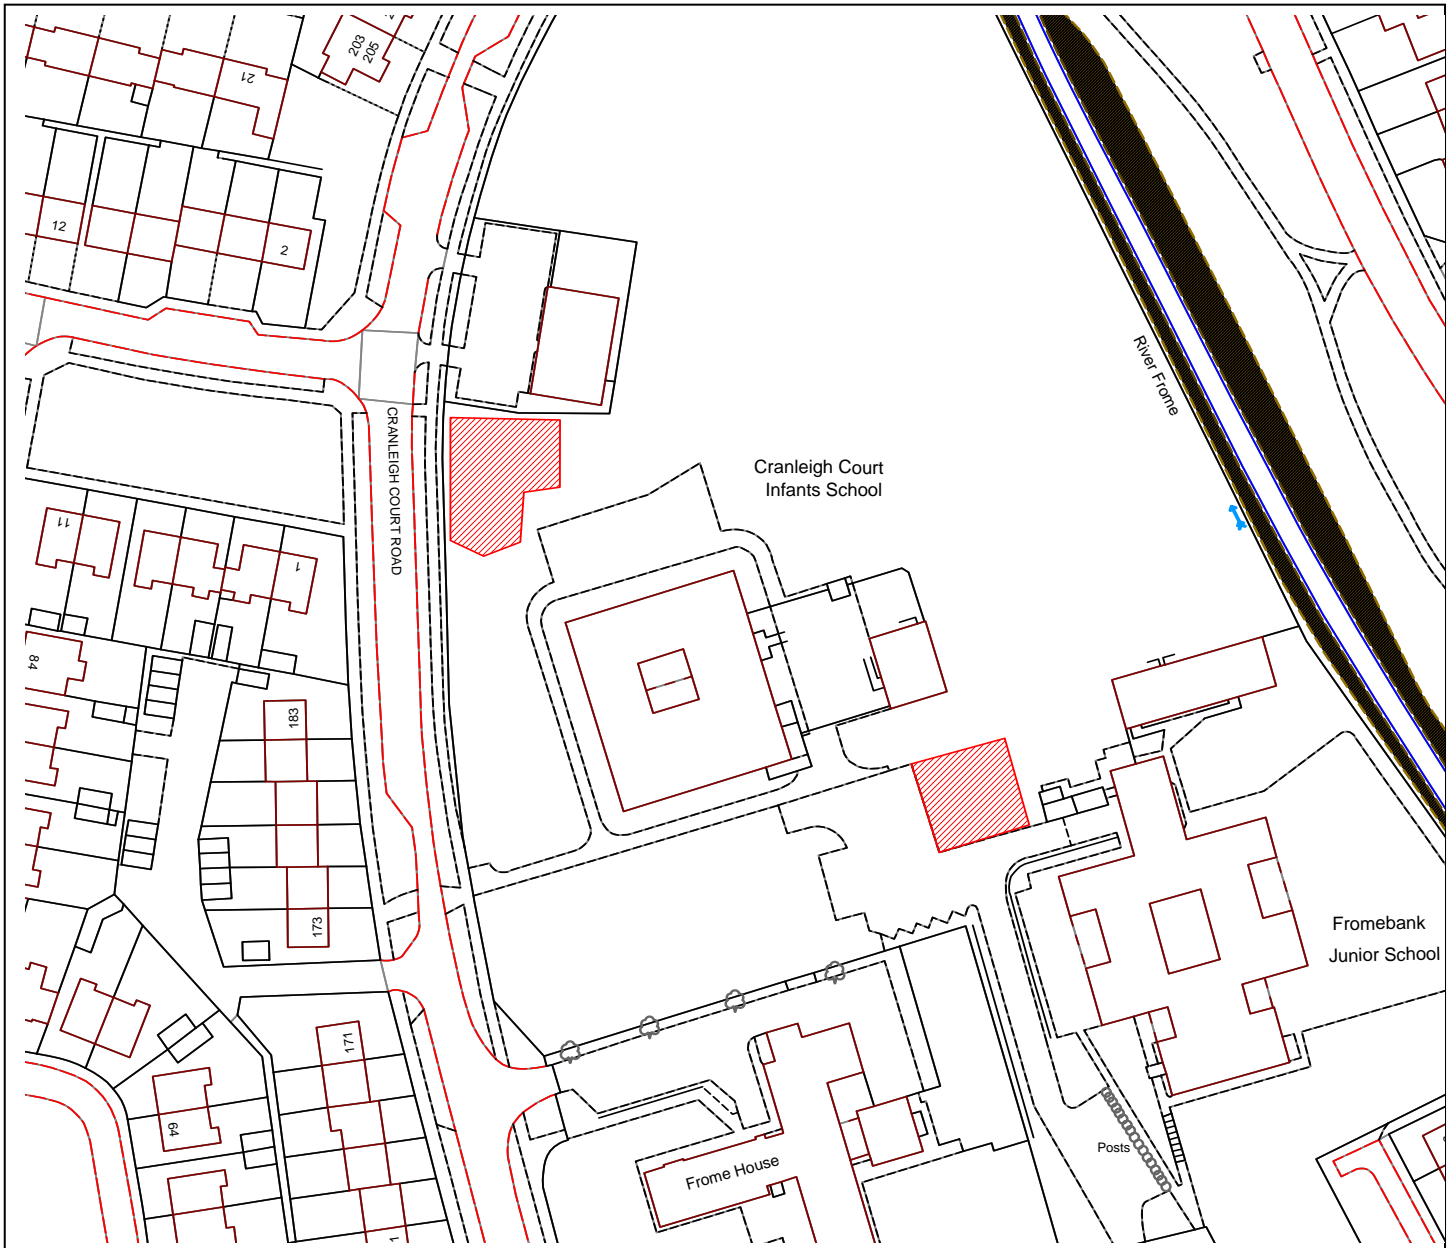 203
205
21
12
2
River Frome
CRANLEIGH COURT ROAD
Cranleigh Court
Infants School
11
1
84
183
173
Fromebank
Junior School
171
64
Posts
Frome House